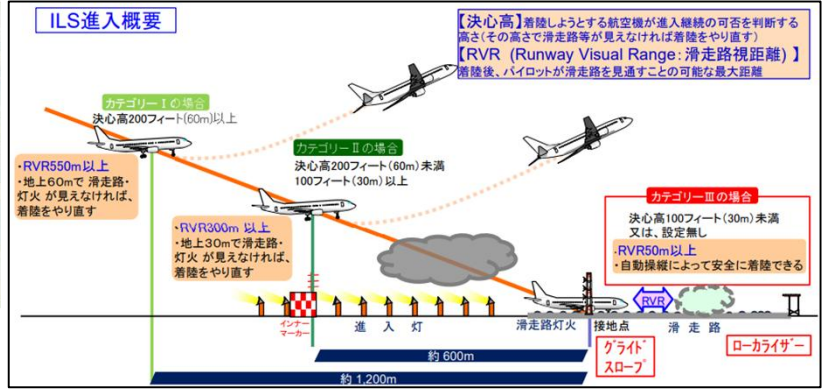 ILS進入概要
【決心高】着陸しようとする航空機が進入継続の可否を判断する
高さ(その高さで滑走路等が見えなければ着陸をやり直す)
【RVR (Runway Visual Range：滑走路視距離) 】
着陸後、パイロットが滑走路を見通すことの可能な最大距離
カテゴリーⅠの場合
決心高200フィート(60m)以上
・RVR550m以上
・地上60mで 滑走路・
灯火 が見えなければ、
着陸をやり直す
カテゴリーⅡの場合
決心高200フィート(60m)未満
100フィート(30m)以上
・RVR300m以上
・地上30mで滑走路・
灯火 が見えなければ、
着陸をやり直す
カテゴリーⅢの場合
決心高100フィート(30m)未満
又は、設定無し
・RVR50m以上
・自動操縦によって安全に着陸できる
RVR
インナー
マーカー
進 入 灯
滑走路灯火
接地点
滑 走 路
グライド
スロープ
ローカライザー
約 600m
約 1,200m